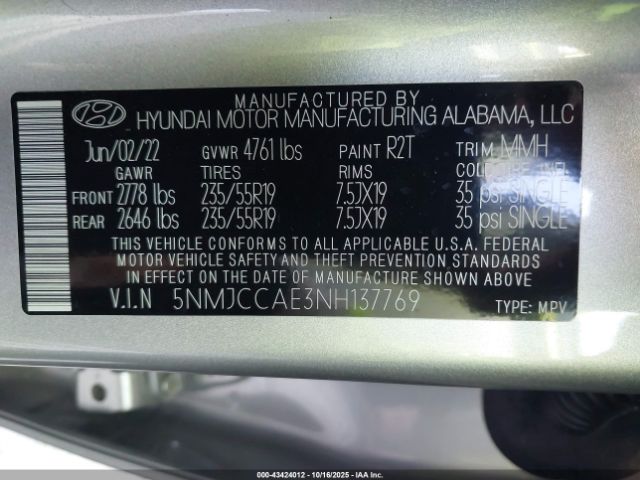 MANUFACTURED BY
HYUNDAI MOTOR MANUFACTURING ALABAMA, LLC
Jun/02/22 GVWR 4761 lbs PAINT R2T TRIM MMH
GAWR TIRES RIMS COLD
FRONT 2778 lbs 235/55R19 7.5JX19 35 psi SINGLE
REAR 2646 lbs 235/55R19 7.5JX19 35 psi SINGLE
THIS VEHICLE CONFORMS TO ALL APPLICABLE U.S.A. FEDERAL
MOTOR VEHICLE SAFETY AND THEFT PREVENTION STANDARDS
IN EFFECT ON THE DATE OF MANUFACTURE SHOWN ABOVE.
V.I.N 5NMJCCAE3NH137769 TYPE: MPV
000-43424012 - 10/16/2025 - IAA Inc.